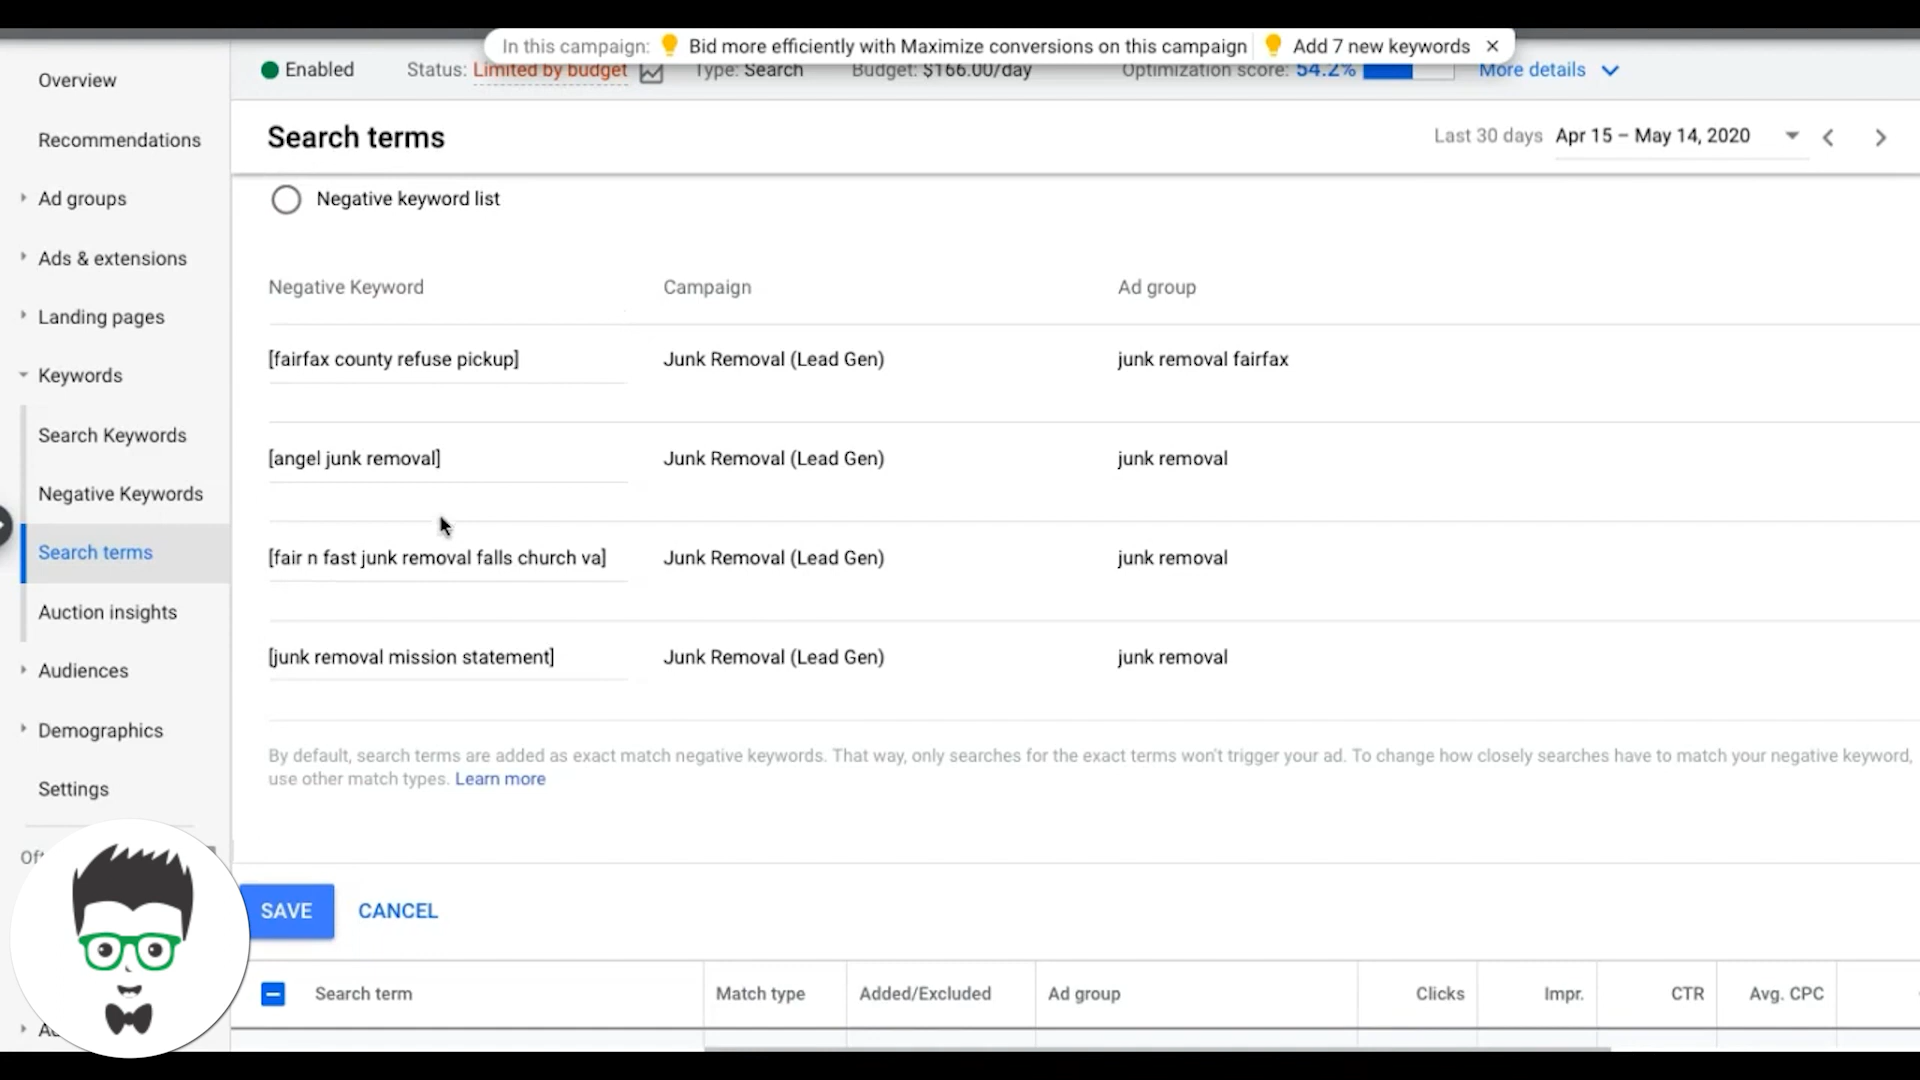 In this campaign: Bid more efficiently with Maximize conversions on this campaign Add 7 new keywords
Enabled Status: Limited by budget Type: Search Budget: $166.00/day Optimization score: 54.2% More details
Overview
Recommendations
Ad groups
Ads & extensions
Landing pages
Keywords
Search Keywords
Negative Keywords
Search terms
Auction insights
Audiences
Demographics
Settings
Search terms
Last 30 days Apr 15 – May 14, 2020
Negative keyword list
Negative Keyword Campaign Ad group
[fairfax county refuse pickup] Junk Removal (Lead Gen) junk removal fairfax
[angel junk removal] Junk Removal (Lead Gen) junk removal
[fair n fast junk removal falls church va] Junk Removal (Lead Gen) junk removal
[junk removal mission statement] Junk Removal (Lead Gen) junk removal
By default, search terms are added as exact match negative keywords. That way, only searches for the exact terms won't trigger your ad. To change how closely searches have to match your negative keyword,
use other match types. Learn more
SAVE CANCEL
Search term Match type Added/Excluded Ad group Clicks Impr. CTR Avg. CPC